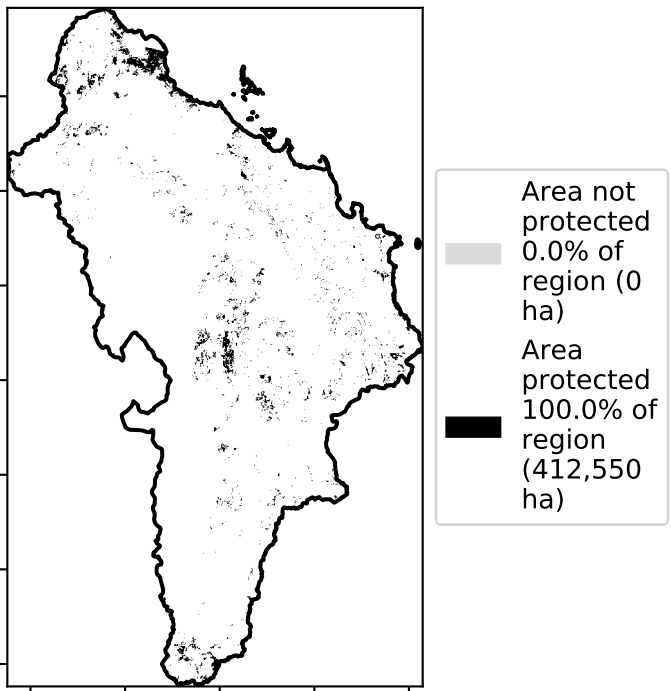 Area not
protected
0.0% of
region (0
ha)
Area
protected
100.0% of
region
(412,550
ha)